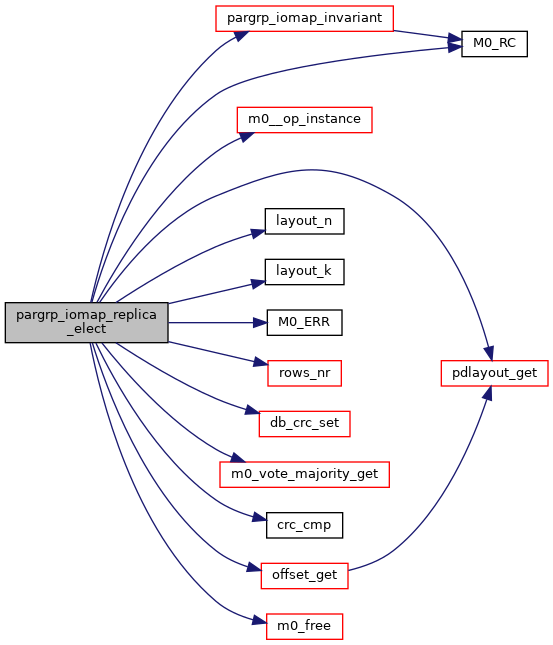 pargrp_iomap_invariant
M0_RC
m0__op_instance
layout_n
layout_k
pargrp_iomap_replica
_elect
M0_ERR
rows_nr
pdlayout_get
db_crc_set
m0_vote_majority_get
crc_cmp
offset_get
m0_free